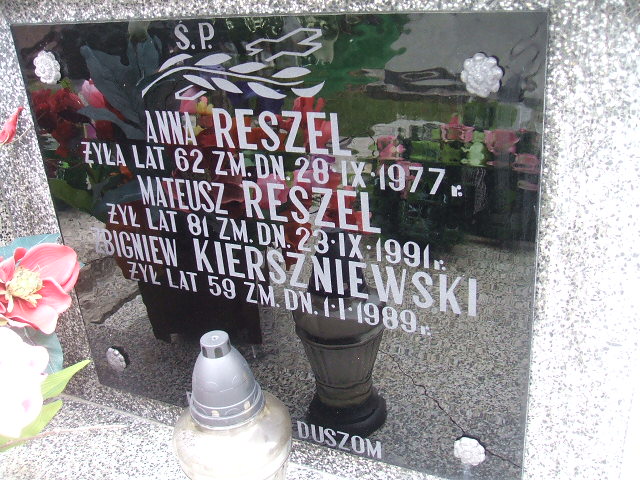 Ś.P.
ANNA RESZEL
ŻYŁA LAT 62 ZM. DN. 28·IX·1977 r.
MATEUSZ RESZEL
ŻYŁ LAT 81 ZM. DN. 23·IX·1991 r.
ZBIGNIEW KIERSZNIEWSKI
ŻYŁ LAT 59 ZM. DN. 1·I·1989 r.
DUSZOM